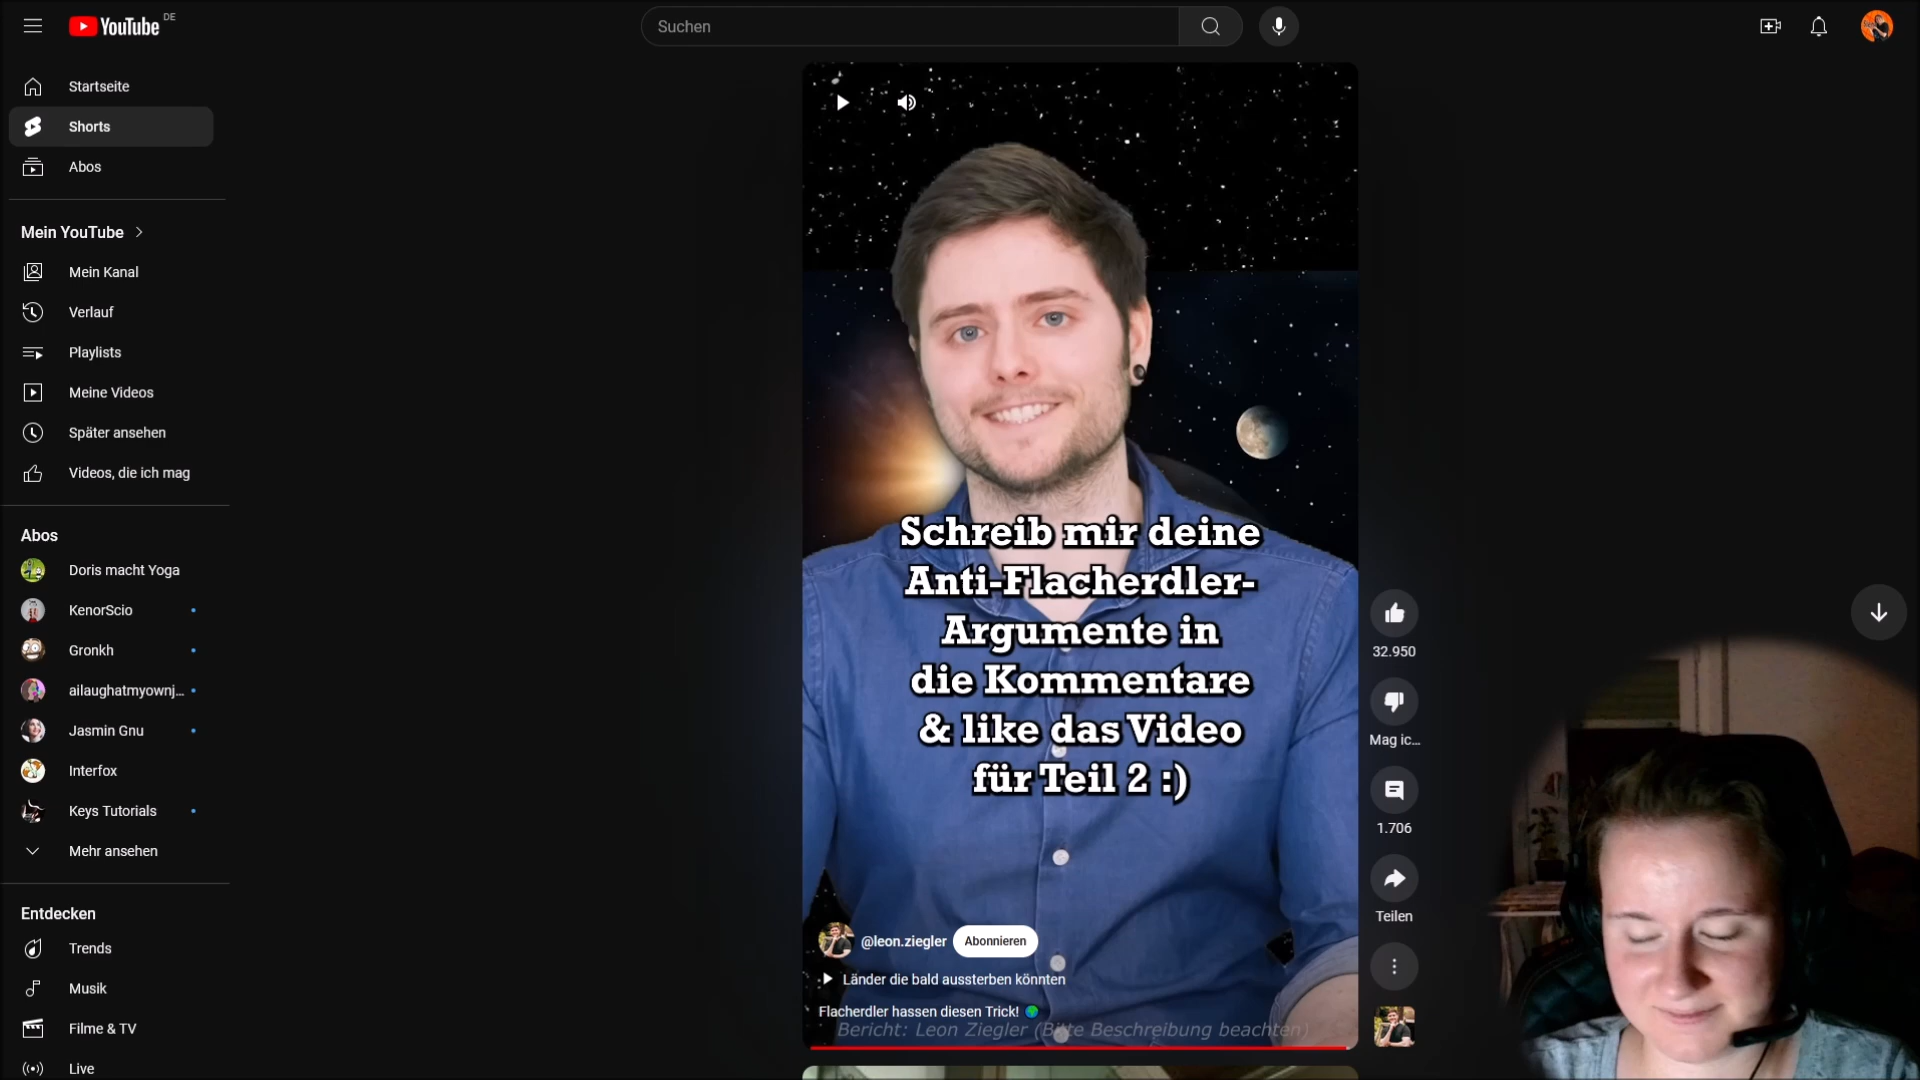 YouTube DE
Suchen
Startseite
Shorts
Abos
Mein YouTube
Mein Kanal
Verlauf
Playlists
Meine Videos
Später ansehen
Videos, die ich mag
Abos
Doris macht Yoga
KenorScio
Gronkh
ailaughatmyownj...
Jasmin Gnu
Interfox
Keys Tutorials
Mehr ansehen
Entdecken
Trends
Musik
Filme & TV
Live
Schreib mir deine
Anti-Flacherdler-
Argumente in
die Kommentare
& like das Video
für Teil 2 :)
@leon.ziegler Abonnieren
Länder die bald aussterben könnten
Flacherdler hassen diesen Trick!
Bericht: Leon Ziegler (Bitte Beschreibung beachten)
32.950
Mag ic...
1.706
Teilen